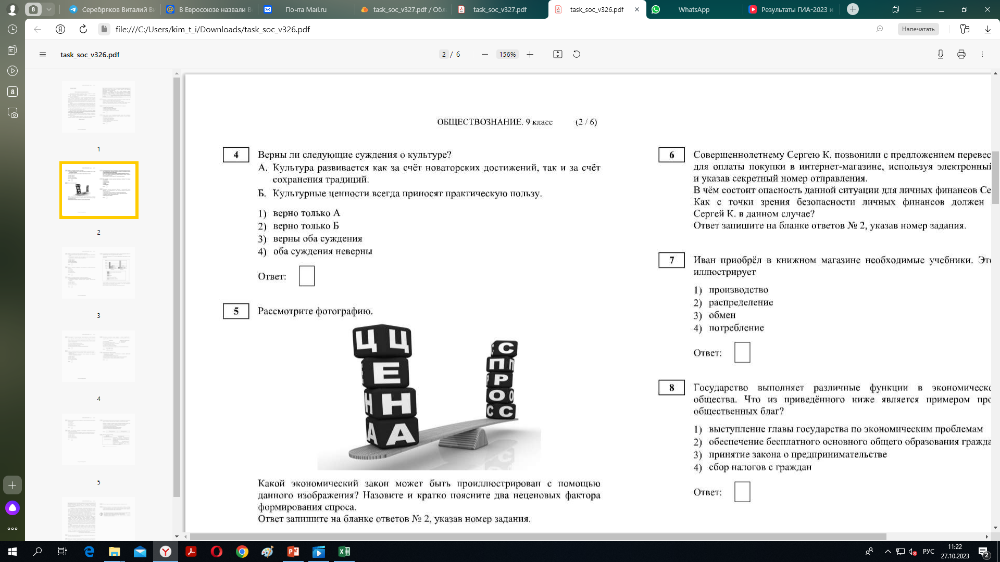 8
Серебряков Виталий Ви
В Евросоюзе назвали В
Почта Mail.ru
task_soc_v327.pdf / Обл
task_soc_v327.pdf
task_soc_v326.pdf
WhatsApp
Результаты ГИА-2023 и
file:///C:/Users/kim_t_i/Downloads/task_soc_v326.pdf
Напечатать
task_soc_v326.pdf
2 / 6
156%
8
1
2
3
4
5
ОБЩЕСТВОЗНАНИЕ. 9 класс (2 / 6)
4 Верны ли следующие суждения о культуре?
А. Культура развивается как за счёт новаторских достижений, так и за счёт
сохранения традиций.
Б. Культурные ценности всегда приносят практическую пользу.
1) верно только А
2) верно только Б
3) верны оба суждения
4) оба суждения неверны
Ответ:
5 Рассмотрите фотографию.
Ц Ц
Е
Н Н
А А
С С
П П
Р Р
О О
С С
Какой экономический закон может быть проиллюстрирован с помощью
данного изображения? Назовите и кратко поясните два неценовых фактора
формирования спроса.
Ответ запишите на бланке ответов № 2, указав номер задания.
6 Совершеннолетнему Сергею К. позвонили с предложением перевес
для оплаты покупки в интернет-магазине, используя электронный
и указав секретный номер отправления.
В чём состоит опасность данной ситуации для личных финансов Се
Как с точки зрения безопасности личных финансов должен
Сергей К. в данном случае?
Ответ запишите на бланке ответов № 2, указав номер задания.
7 Иван приобрёл в книжном магазине необходимые учебники. Это
иллюстрирует
1) производство
2) распределение
3) обмен
4) потребление
Ответ:
8 Государство выполняет различные функции в экономическо
общества. Что из приведённого ниже является примером про
общественных благ?
1) выступление главы государства по экономическим проблемам
2) обеспечение бесплатного основного общего образования гражда
3) принятие закона о предпринимательстве
4) сбор налогов с граждан
Ответ:
РУС
11:22
27.10.2023
2